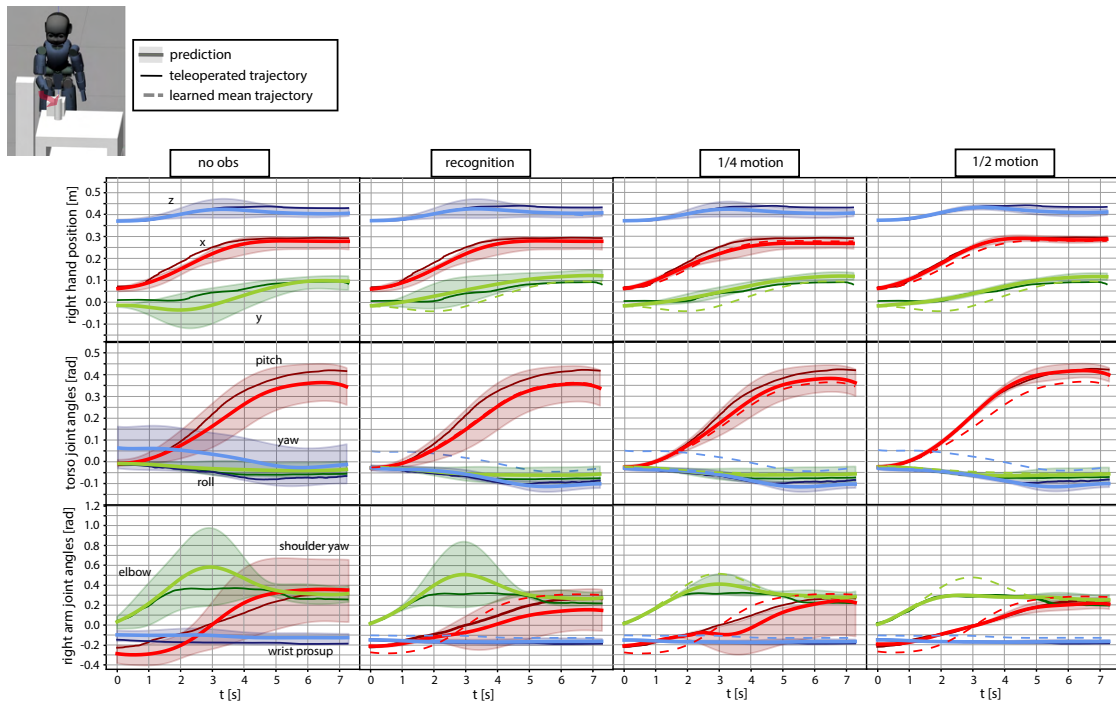 prediction
teleoperated trajectory
learned mean trajectory
no obs
recognition
1/4 motion
1/2 motion
right hand position [m]
0.5
0.4
0.3
0.2
0.1
0.0
-0.1
z
x
y
torso joint angles [rad]
0.5
0.4
0.3
0.2
0.1
0.0
-0.1
pitch
yaw
roll
right arm joint angles [rad]
1.2
1.0
0.8
0.6
0.4
0.2
-0.0
-0.2
-0.4
elbow
shoulder yaw
wrist prosup
0 1 2 3 4 5 6 7
0 1 2 3 4 5 6 7
0 1 2 3 4 5 6 7
0 1 2 3 4 5 6 7
t [s]
t [s]
t [s]
t [s]